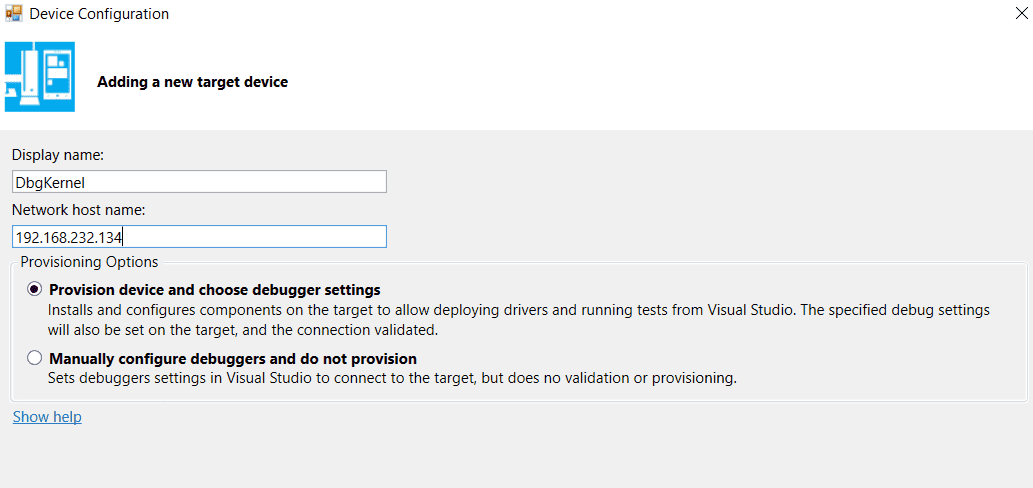 Device Configuration
Adding a new target device
Display name:
DbgKernel
Network host name:
192.168.232.134
Provisioning Options
Provision device and choose debugger settings
Installs and configures components on the target to allow deploying drivers and running tests from Visual Studio. The specified debug settings
will also be set on the target, and the connection validated.
Manually configure debuggers and do not provision
Sets debuggers settings in Visual Studio to connect to the target, but does no validation or provisioning.
Show help